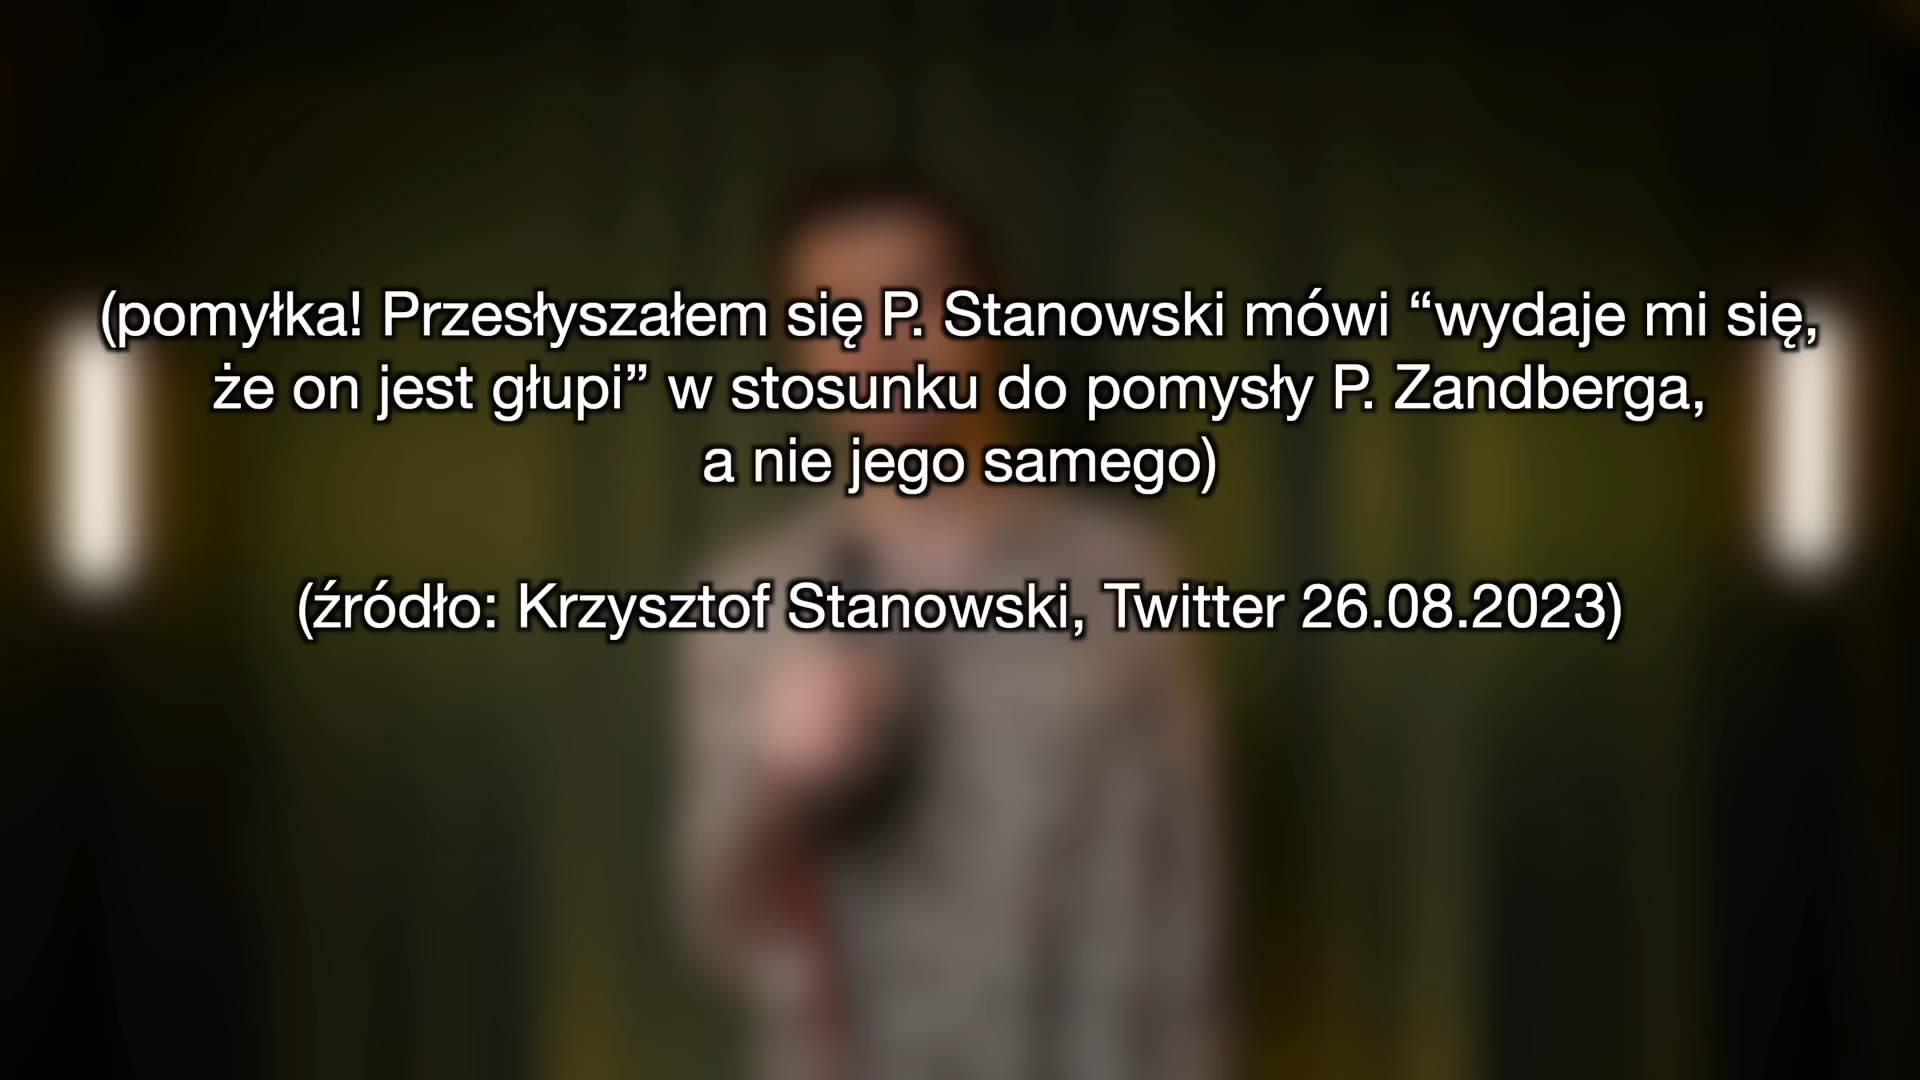 (pomyłka! Przesłyszałem się P. Stanowski mówi “wydaje mi się,
że on jest głupi” w stosunku do pomysły P. Zandberga,
a nie jego samego)
(źródło: Krzysztof Stanowski, Twitter 26.08.2023)